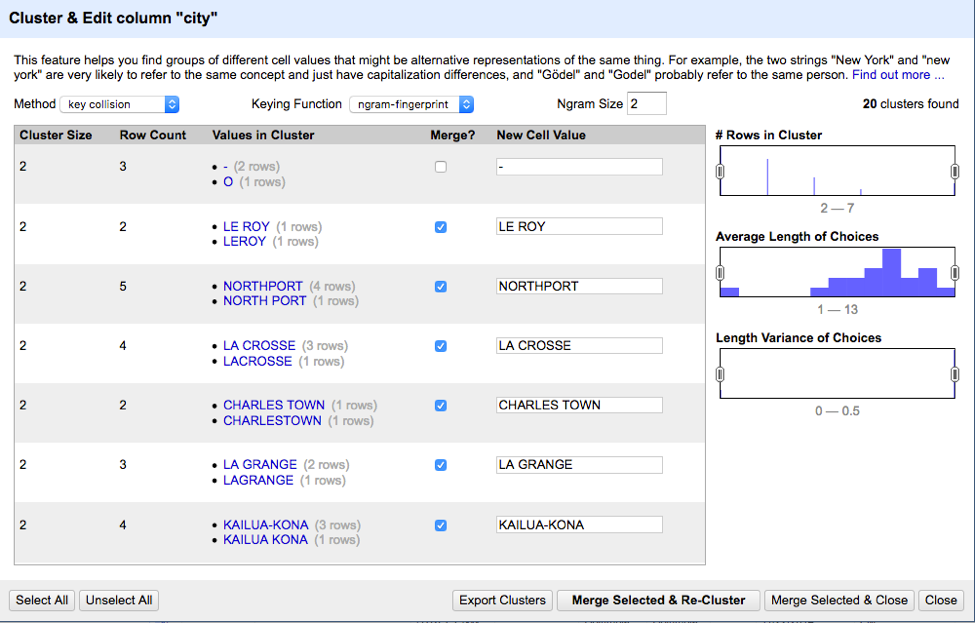 Cluster & Edit column "city"
This feature helps you find groups of different cell values that might be alternative representations of the same thing. For example, the two strings "New York" and "new
york" are very likely to refer to the same concept and just have capitalization differences, and "Gödel" and "Godel" probably refer to the same person. Find out more ...
Method key collision Keying Function ngram-fingerprint Ngram Size 2 20 clusters found
Cluster Size Row Count Values in Cluster Merge? New Cell Value
2 3 • - (2 rows) -
• O (1 rows)
2 2 • LE ROY (1 rows) LE ROY
• LEROY (1 rows)
2 5 • NORTHPORT (4 rows) NORTHPORT
• NORTH PORT (1 rows)
2 4 • LA CROSSE (3 rows) LA CROSSE
• LACROSSE (1 rows)
2 2 • CHARLES TOWN (1 rows) CHARLES TOWN
• CHARLESTOWN (1 rows)
2 3 • LA GRANGE (2 rows) LA GRANGE
• LAGRANGE (1 rows)
2 4 • KAILUA-KONA (3 rows) KAILUA-KONA
• KAILUA KONA (1 rows)
# Rows in Cluster
2 — 7
Average Length of Choices
1 — 13
Length Variance of Choices
0 — 0.5
Select All Unselect All Export Clusters Merge Selected & Re-Cluster Merge Selected & Close Close